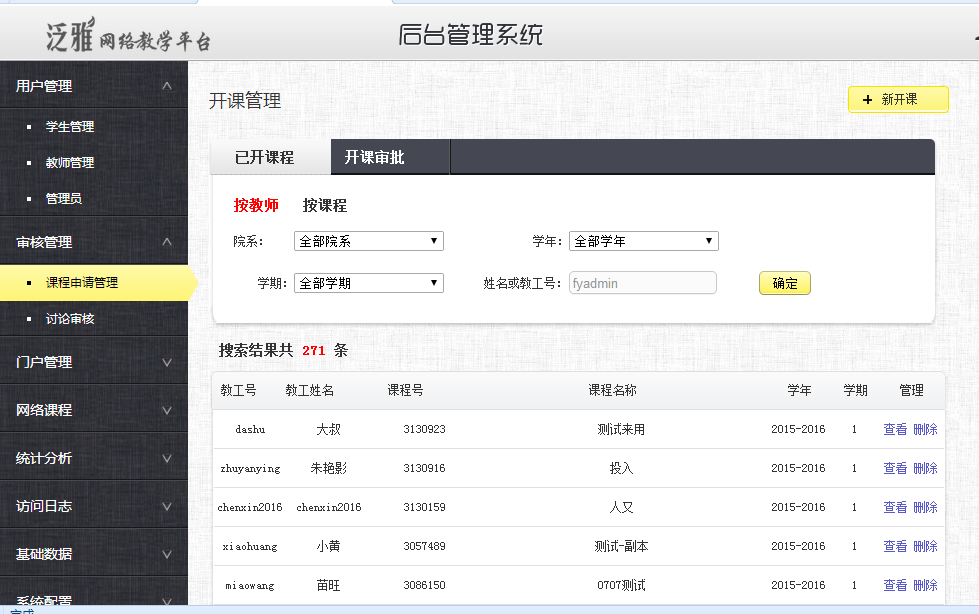 泛雅网络教学平台 后台管理系统
用户管理
学生管理
教师管理
管理员
审核管理
课程申请管理
讨论审核
门户管理
网络课程
统计分析
访问日志
基础数据
系统配置
开课管理
+ 新开课
已开课程 开课审批
按教师 按课程
院系： 全部院系 学年： 全部学年
学期： 全部学期 姓名或教工号： fyadmin 确定
搜索结果共 271 条
教工号 教工姓名 课程号 课程名称 学年 学期 管理
dashu 大叔 3130923 测试来用 2015-2016 1 查看 删除
zhuyanying 朱艳影 3130916 投入 2015-2016 1 查看 删除
chenxin2016 chenxin2016 3130159 人又 2015-2016 1 查看 删除
xiaohuang 小黄 3057489 测试-副本 2015-2016 1 查看 删除
miaowang 苗旺 3086150 0707测试 2015-2016 1 查看 删除